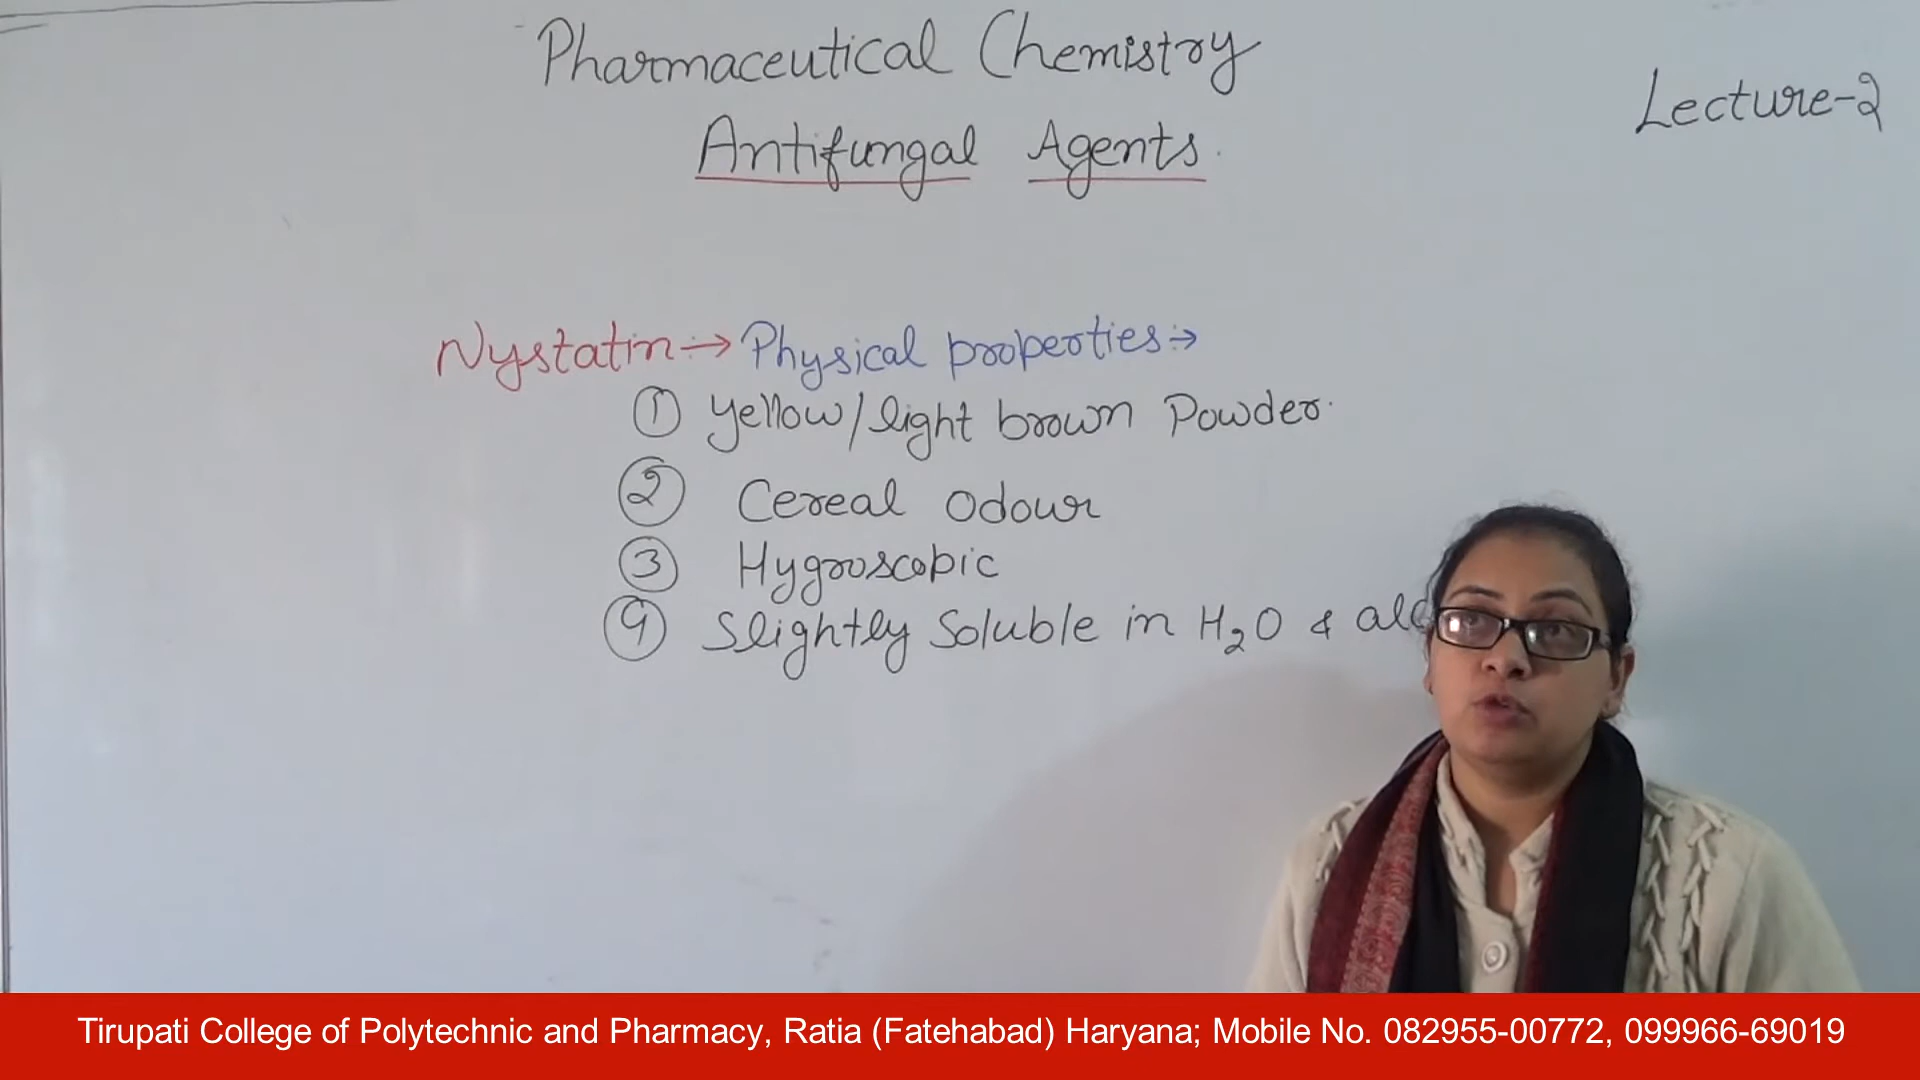 Pharmaceutical Chemistry
Lecture-2
Antifungal Agents.
Nystatin:→ Physical properties:→
① Yellow/light brown Powder.
② Cereal Odour
③ Hygroscopic
④ Slightly Soluble in H₂O &
Tirupati College of Polytechnic and Pharmacy, Ratia (Fatehabad) Haryana; Mobile No. 082955-00772, 099966-69019